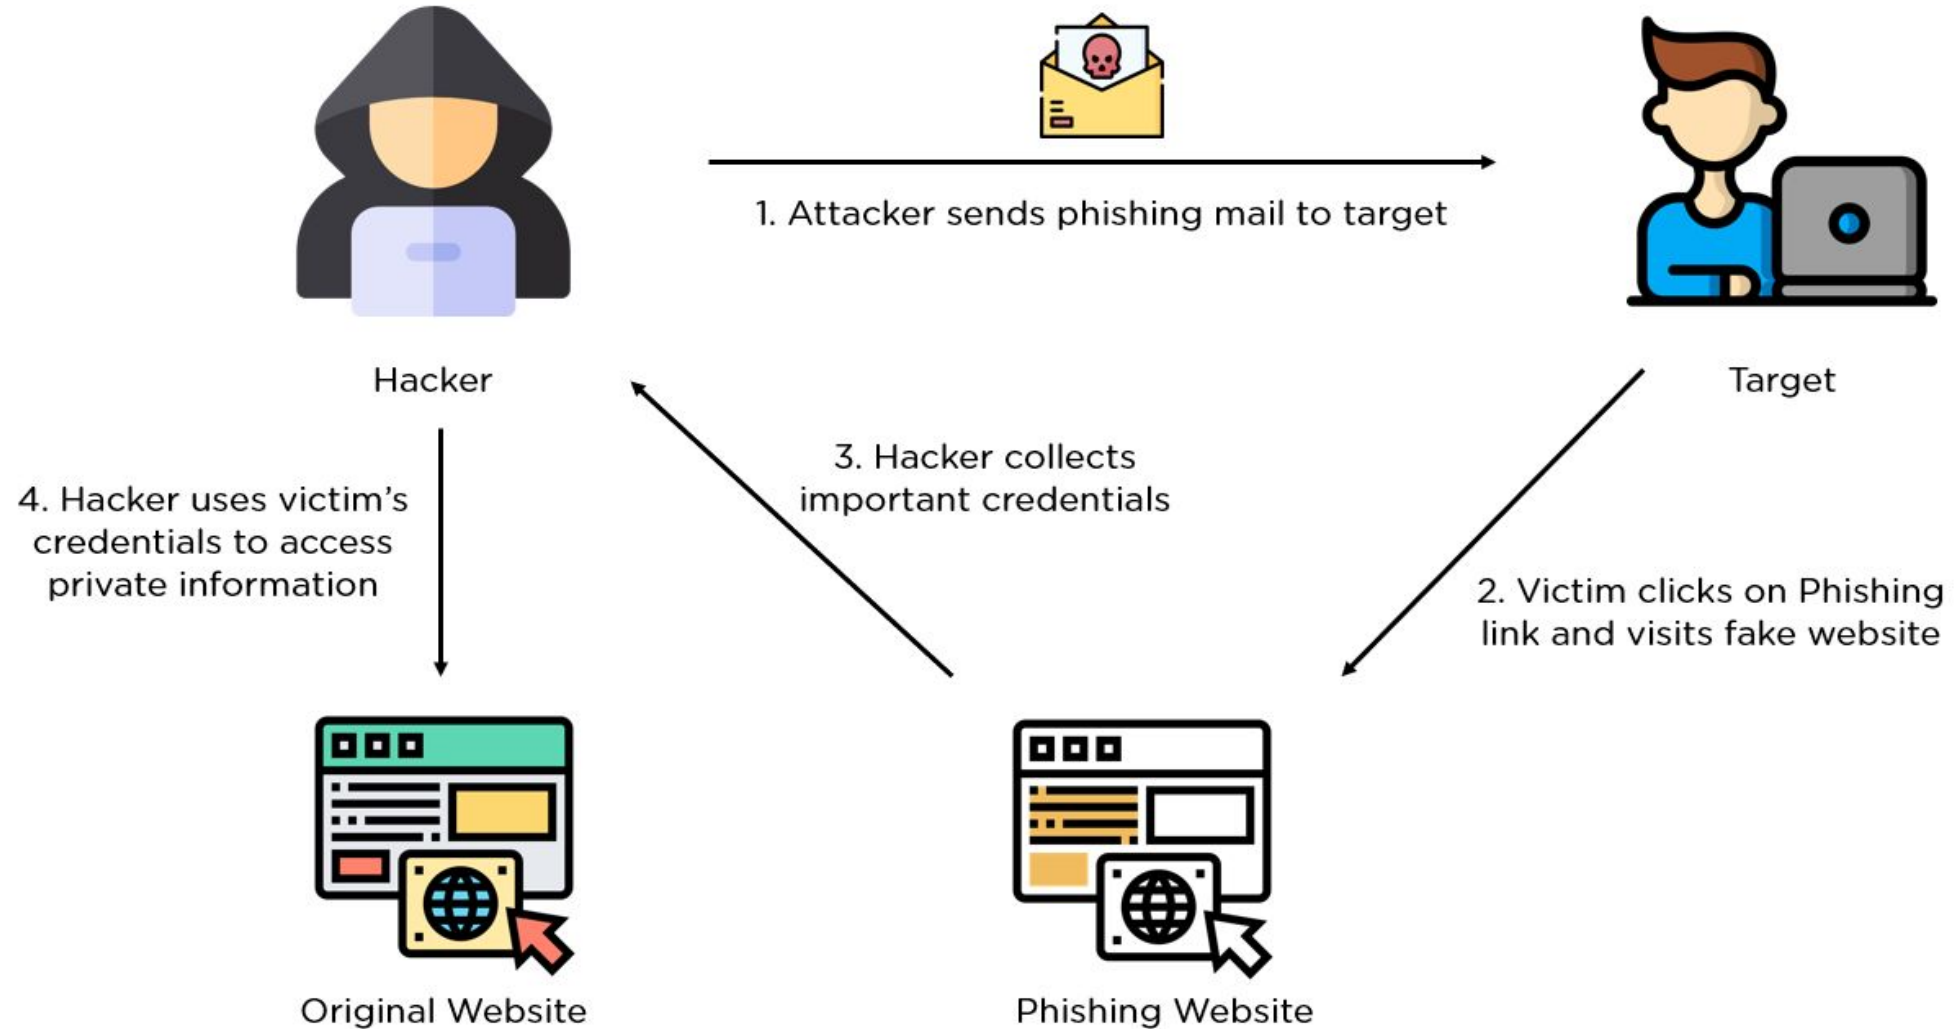 1. Attacker sends phishing mail to target
Hacker
Target
3. Hacker collects
important credentials
4. Hacker uses victim's
credentials to access
private information
2. Victim clicks on Phishing
link and visits fake website
Original Website
Phishing Website